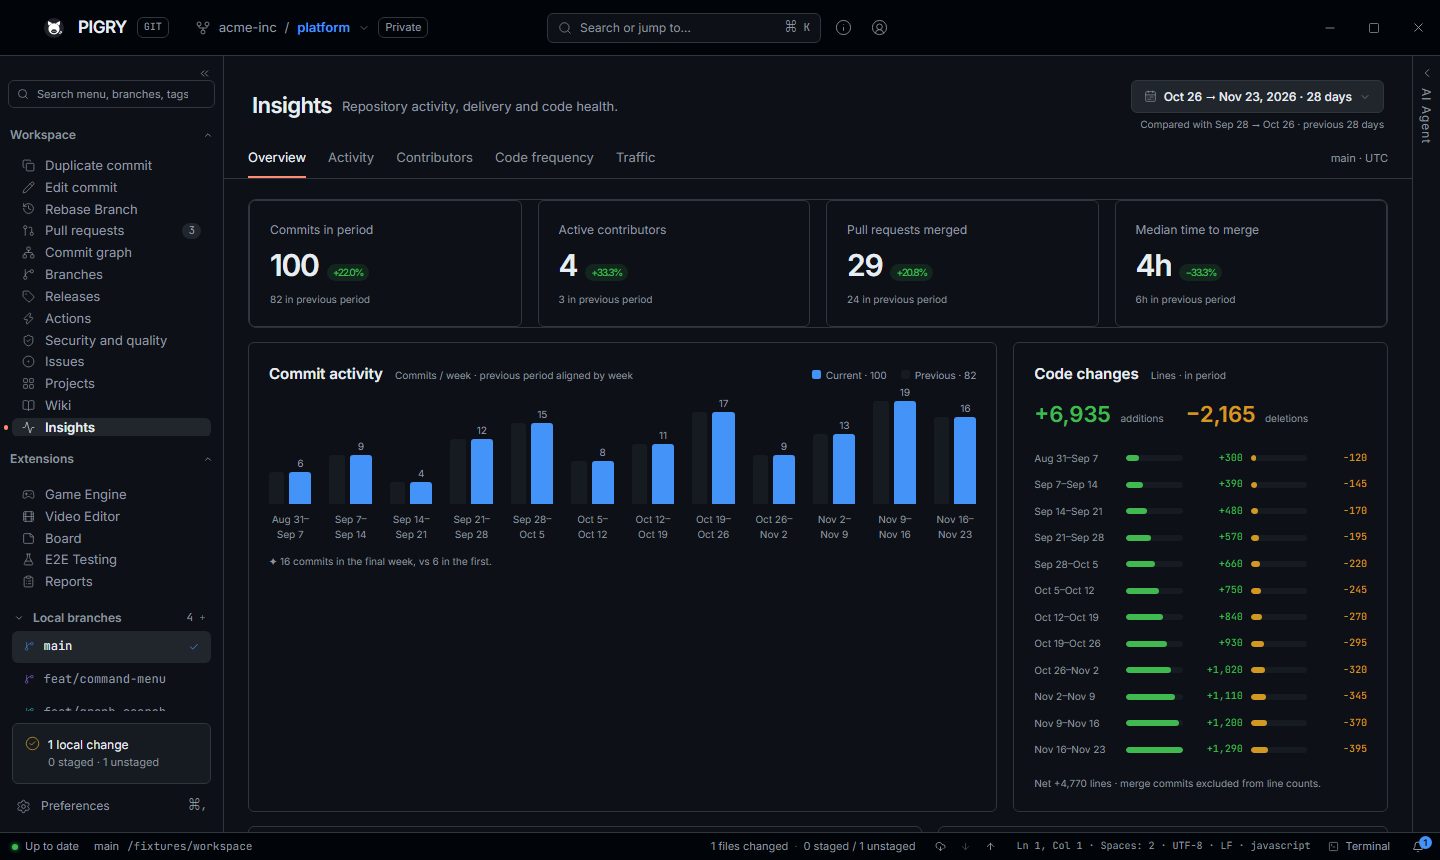 PIGRY GIT acme-inc / platform Private Search or jump to... ⌘ K
Search menu, branches, tags
Workspace
Duplicate commit
Edit commit
Rebase Branch
Pull requests 3
Commit graph
Branches
Releases
Actions
Security and quality
Issues
Projects
Wiki
Insights
Extensions
Game Engine
Video Editor
Board
E2E Testing
Reports
Local branches 4 +
main
feat/command-menu
1 local change
0 staged · 1 unstaged
Preferences ⌘,
Insights Repository activity, delivery and code health.
Oct 26 → Nov 23, 2026 · 28 days
Compared with Sep 28 → Oct 26 · previous 28 days
Overview Activity Contributors Code frequency Traffic main · UTC
Commits in period
100 +22.0%
82 in previous period
Active contributors
4 +33.3%
3 in previous period
Pull requests merged
29 +20.8%
24 in previous period
Median time to merge
4h −33.3%
6h in previous period
Commit activity Commits / week · previous period aligned by week Current · 100 Previous · 82
6 9 4 12 15 8 11 17 9 13 19 16
Aug 31– Sep 7– Sep 14– Sep 21– Sep 28– Oct 5– Oct 12– Oct 19– Oct 26– Nov 2– Nov 9– Nov 16–
Sep 7 Sep 14 Sep 21 Sep 28 Oct 5 Oct 12 Oct 19 Oct 26 Nov 2 Nov 9 Nov 16 Nov 23
✦ 16 commits in the final week, vs 6 in the first.
Code changes Lines · in period
+6,935 additions −2,165 deletions
Aug 31–Sep 7 +300 -120
Sep 7–Sep 14 +390 -145
Sep 14–Sep 21 +480 -170
Sep 21–Sep 28 +570 -195
Sep 28–Oct 5 +660 -220
Oct 5–Oct 12 +750 -245
Oct 12–Oct 19 +840 -270
Oct 19–Oct 26 +930 -295
Oct 26–Nov 2 +1,020 -320
Nov 2–Nov 9 +1,110 -345
Nov 9–Nov 16 +1,200 -370
Nov 16–Nov 23 +1,290 -395
Net +4,770 lines · merge commits excluded from line counts.
AI Agent
Up to date main /fixtures/workspace 1 files changed · 0 staged / 1 unstaged Ln 1, Col 1 · Spaces: 2 · UTF-8 · LF · javascript Terminal 1